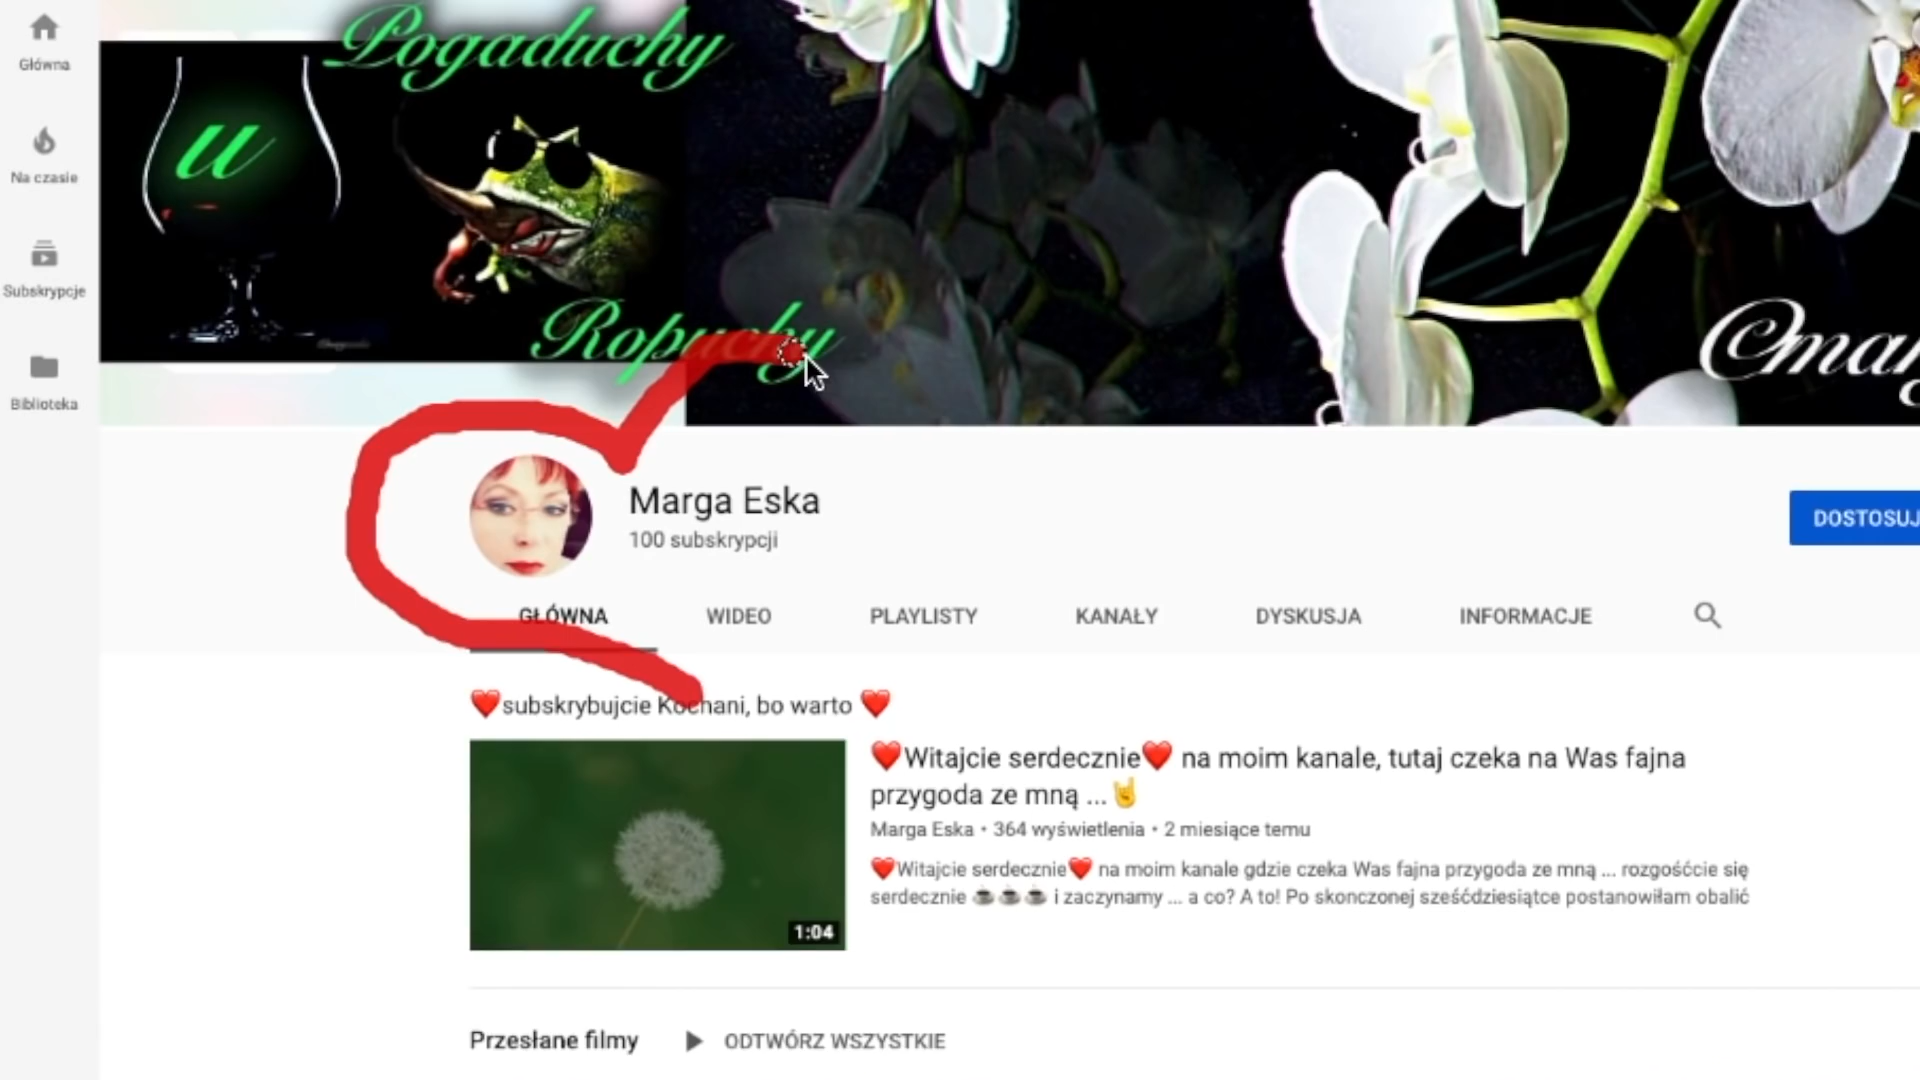 Główna
Na czasie
Subskrypcje
Biblioteka
Pogaduchy
u
Ropuchy
Marga Eska
100 subskrypcji
DOSTOSUJ
GŁÓWNA
WIDEO
PLAYLISTY
KANAŁY
DYSKUSJA
INFORMACJE
❤️subskrybujcie Kochani, bo warto ❤️
1:04
❤️Witajcie serdecznie❤️ na moim kanale, tutaj czeka na Was fajna
przygoda ze mną ...🤘
Marga Eska • 364 wyświetlenia • 2 miesiące temu
❤️Witajcie serdecznie❤️ na moim kanale gdzie czeka Was fajna przygoda ze mną ... rozgośćcie się
serdecznie ☕☕☕ i zaczynamy ... a co? A to! Po skonczonej sześćdziesiątce postanowiłam obalić
Przesłane filmy
ODTWÓRZ WSZYSTKIE